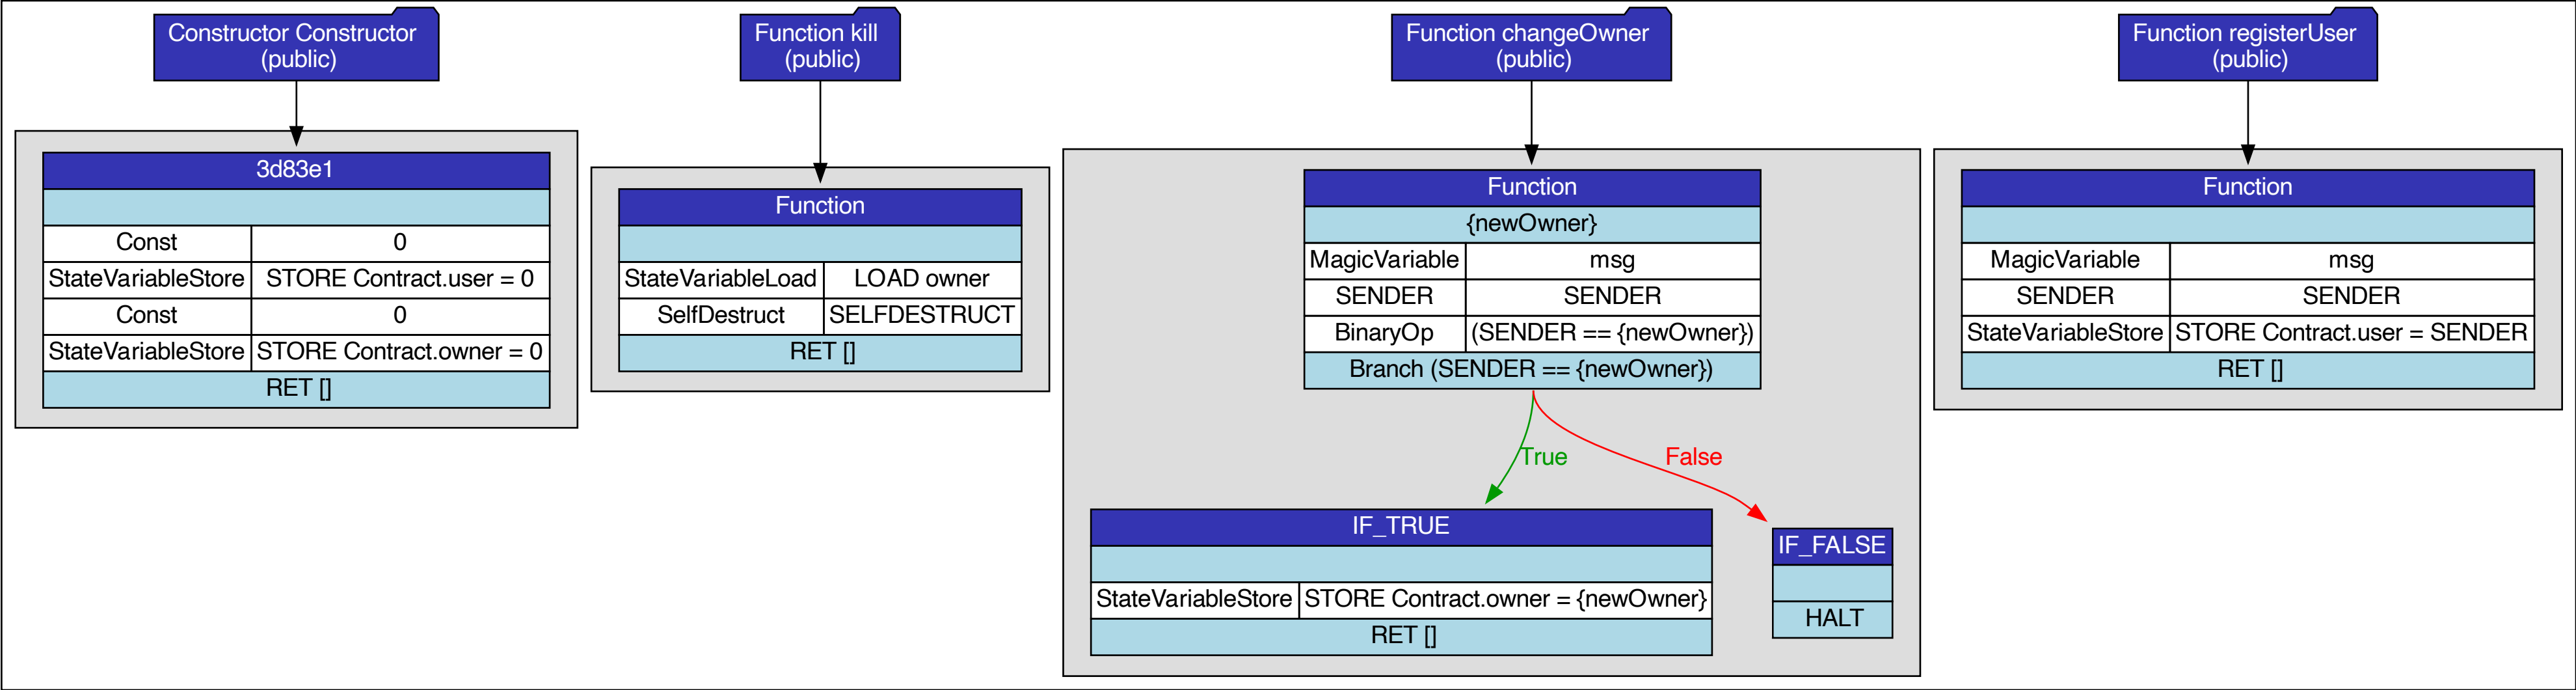 Constructor Constructor
(public)
3d83e1
Const 0
StateVariableStore STORE Contract.user = 0
Const 0
StateVariableStore STORE Contract.owner = 0
RET []
Function kill
(public)
Function
StateVariableLoad LOAD owner
SelfDestruct SELFDESTRUCT
RET []
Function changeOwner
(public)
Function
{newOwner}
MagicVariable msg
SENDER SENDER
BinaryOp (SENDER == {newOwner})
Branch (SENDER == {newOwner})
True
False
IF_TRUE
StateVariableStore STORE Contract.owner = {newOwner}
RET []
IF_FALSE
HALT
Function registerUser
(public)
Function
MagicVariable msg
SENDER SENDER
StateVariableStore STORE Contract.user = SENDER
RET []